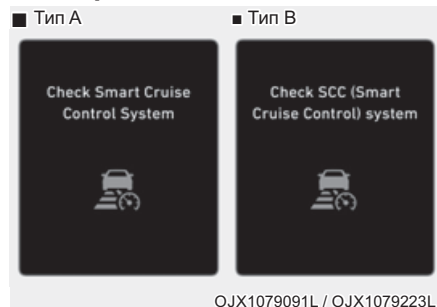 ■ Тип A
■ Тип B
Check Smart Cruise
Control System
Check SCC (Smart
Cruise Control) system
OJX1079091L / OJX1079223L